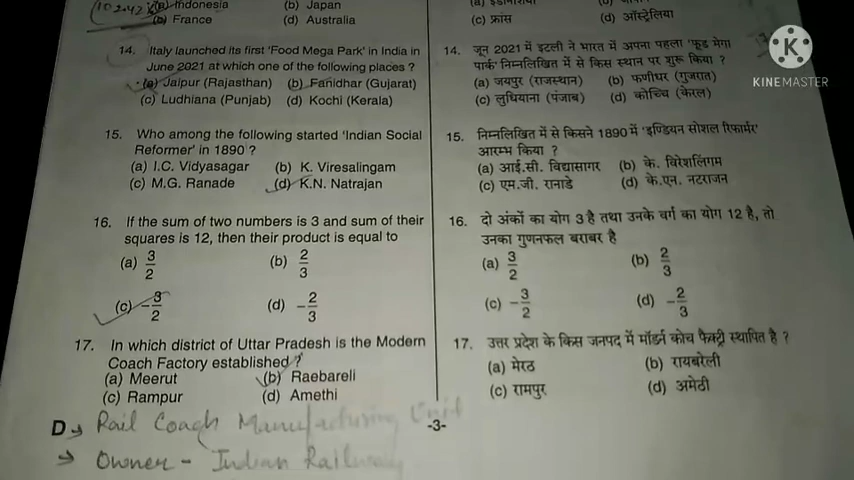 (a) Indonesia (b) Japan
(b) France (d) Australia
14. Italy launched its first 'Food Mega Park' in India in
June 2021 at which one of the following places ?
(a) Jaipur (Rajasthan) (b) Fanidhar (Gujarat)
(c) Ludhiana (Punjab) (d) Kochi (Kerala)
15. Who among the following started 'Indian Social
Reformer' in 1890 ?
(a) I.C. Vidyasagar (b) K. Viresalingam
(c) M.G. Ranade (d) K.N. Natrajan
16. If the sum of two numbers is 3 and sum of their
squares is 12, then their product is equal to
(a) 3/2 (b) 2/3
(c) -3/2 (d) -2/3
17. In which district of Uttar Pradesh is the Modern
Coach Factory established ?
(a) Meerut (b) Raebareli
(c) Rampur (d) Amethi
D → Rail Coach Manufacturing Unit
→ Owner - Indian Railway
-3-
(c) फ्रांस (d) ऑस्ट्रेलिया
14. जून 2021 में इटली ने भारत में अपना पहला 'फूड मेगा
पार्क' निम्नलिखित में से किस स्थान पर शुरू किया ?
(a) जयपुर (राजस्थान) (b) फणीधर (गुजरात)
(c) लुधियाना (पंजाब) (d) कोच्चि (केरल)
15. निम्नलिखित में से किसने 1890 में 'इण्डियन सोशल रिफार्मर'
आरम्भ किया ?
(a) आई.सी. विद्यासागर (b) के. विरेशलिंगम
(c) एम.जी. रानाडे (d) के.एन. नटराजन
16. दो अंकों का योग 3 है तथा उनके वर्ग का योग 12 है, तो
उनका गुणनफल बराबर है
(a) 3/2 (b) 2/3
(c) -3/2 (d) -2/3
17. उत्तर प्रदेश के किस जनपद में मॉडर्न कोच फैक्ट्री स्थापित है ?
(a) मेरठ (b) रायबरेली
(c) रामपुर (d) अमेठी
KINEMASTER